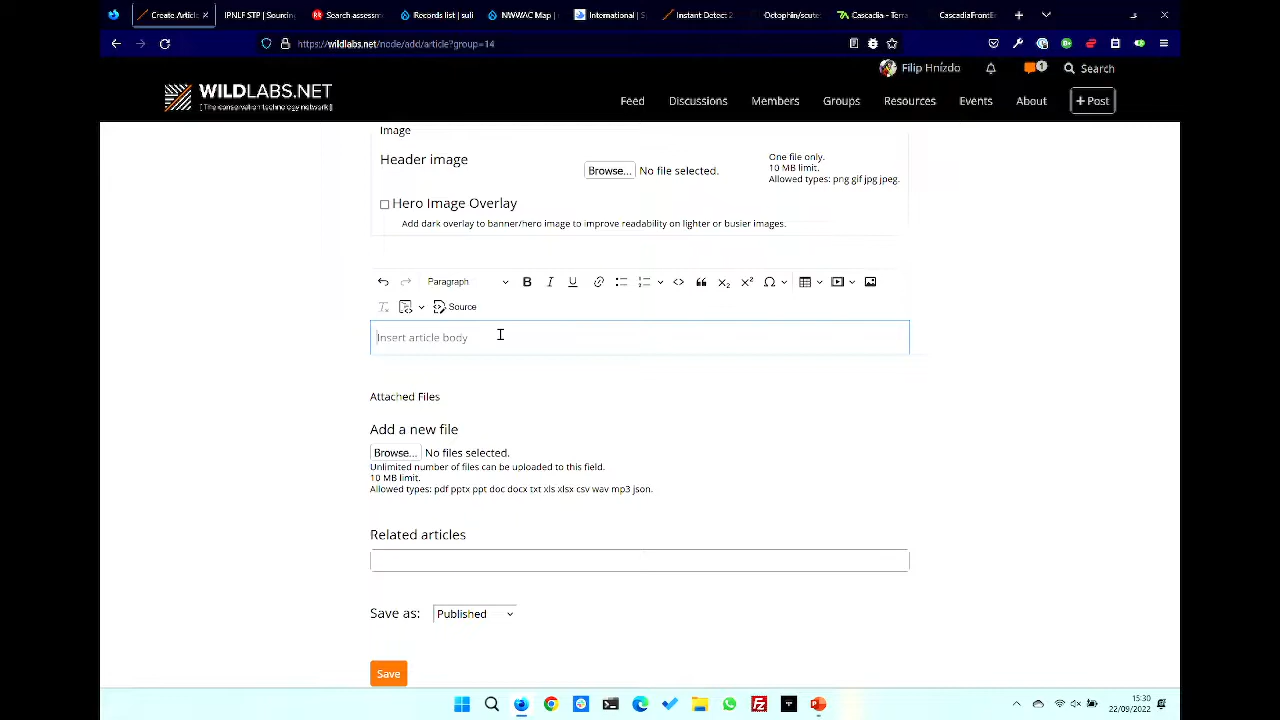 Create Articl
IPNLF STP | Sourcing
Search assessm
Records list | suli
NWWAC Map |
International | S
Instant Detect 2
Octophin/scute
Cascadia - Terra
CascadiaFrontE
https://wildlabs.net/node/add/article?group=14
Filip Hnízdo
1
Search
WILDLABS.NET
[ The conservation technology network ]
Feed
Discussions
Members
Groups
Resources
Events
About
+ Post
Image
Header image
Browse... No file selected.
One file only.
10 MB limit.
Allowed types: png gif jpg jpeg.
Hero Image Overlay
Add dark overlay to banner/hero image to improve readability on lighter or busier images.
Paragraph
B I U
Source
Insert article body
Attached Files
Add a new file
Browse... No files selected.
Unlimited number of files can be uploaded to this field.
10 MB limit.
Allowed types: pdf pptx ppt doc docx txt xls xlsx csv wav mp3 json.
Related articles
Save as: Published
Save
15:30
22/09/2022